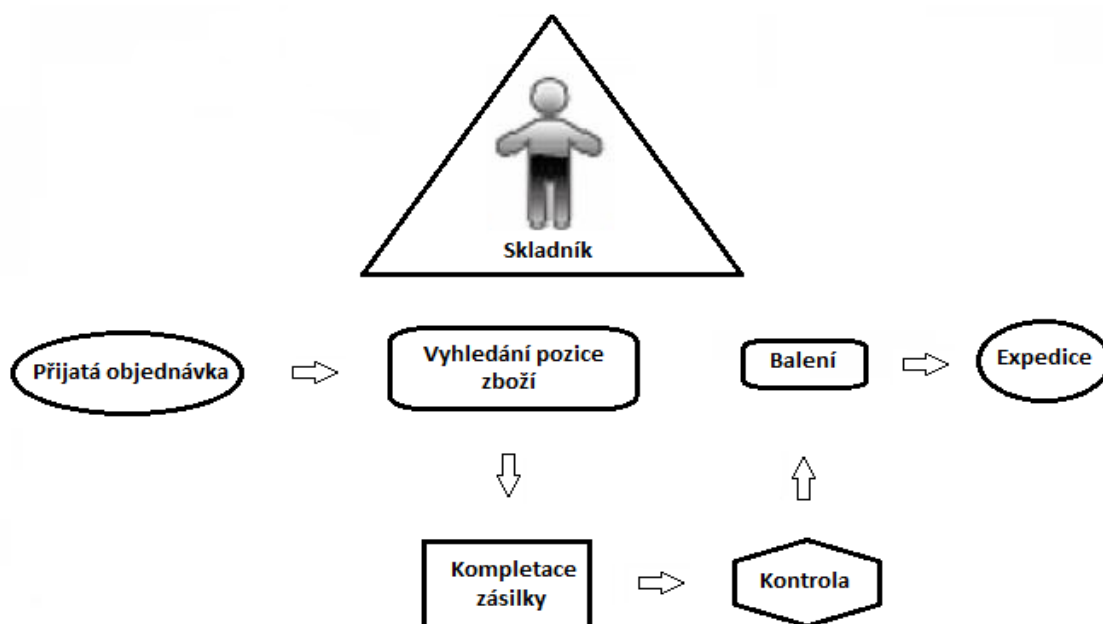 Skladník
Přijatá objednávka
Vyhledání pozice
zboží
Kompletace
zásilky
Kontrola
Balení
Expedice